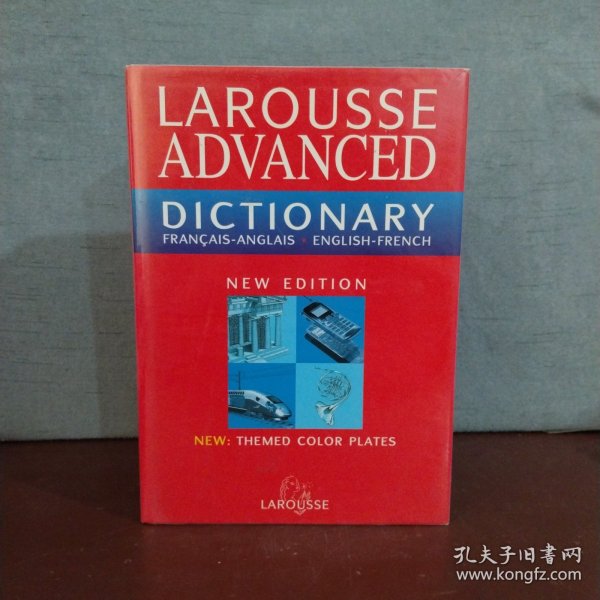 LAROUSSE
ADVANCED
DICTIONARY
FRANÇAIS-ANGLAIS • ENGLISH-FRENCH
NEW EDITION
NEW: THEMED COLOR PLATES
LAROUSSE
孔夫子旧书网
www.kongfz.com